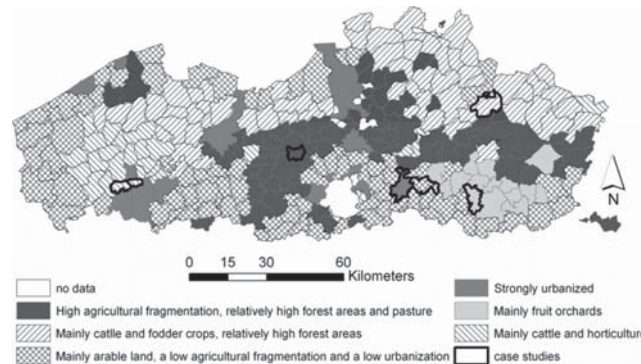 N
0 15 30 60
Kilometers
no data
High agricultural fragmentation, relatively high forest areas and pasture
Mainly catlle and fodder crops, relatively high forest areas
Mainly arable land, a low agricultural fragmentation and a low urbanization
Strongly urbanized
Mainly fruit orchards
Mainly cattle and horticulture
case studies